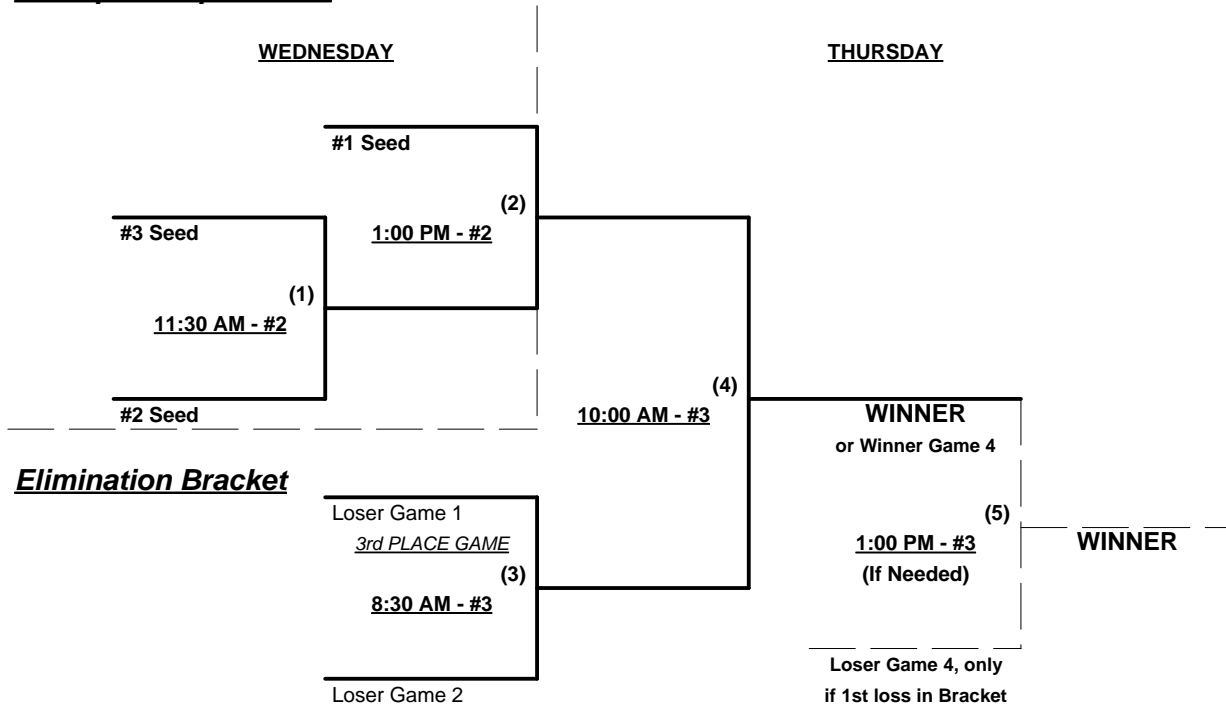 WEDNESDAY
THURSDAY
#1 Seed
(2)
1:00 PM - #2
#3 Seed
(1)
11:30 AM - #2
#2 Seed
(4)
10:00 AM - #3
WINNER
or Winner Game 4
Elimination Bracket
Loser Game 1
3rd PLACE GAME
(3)
8:30 AM - #3
Loser Game 2
(5)
1:00 PM - #3
(If Needed)
WINNER
Loser Game 4, only
if 1st loss in Bracket